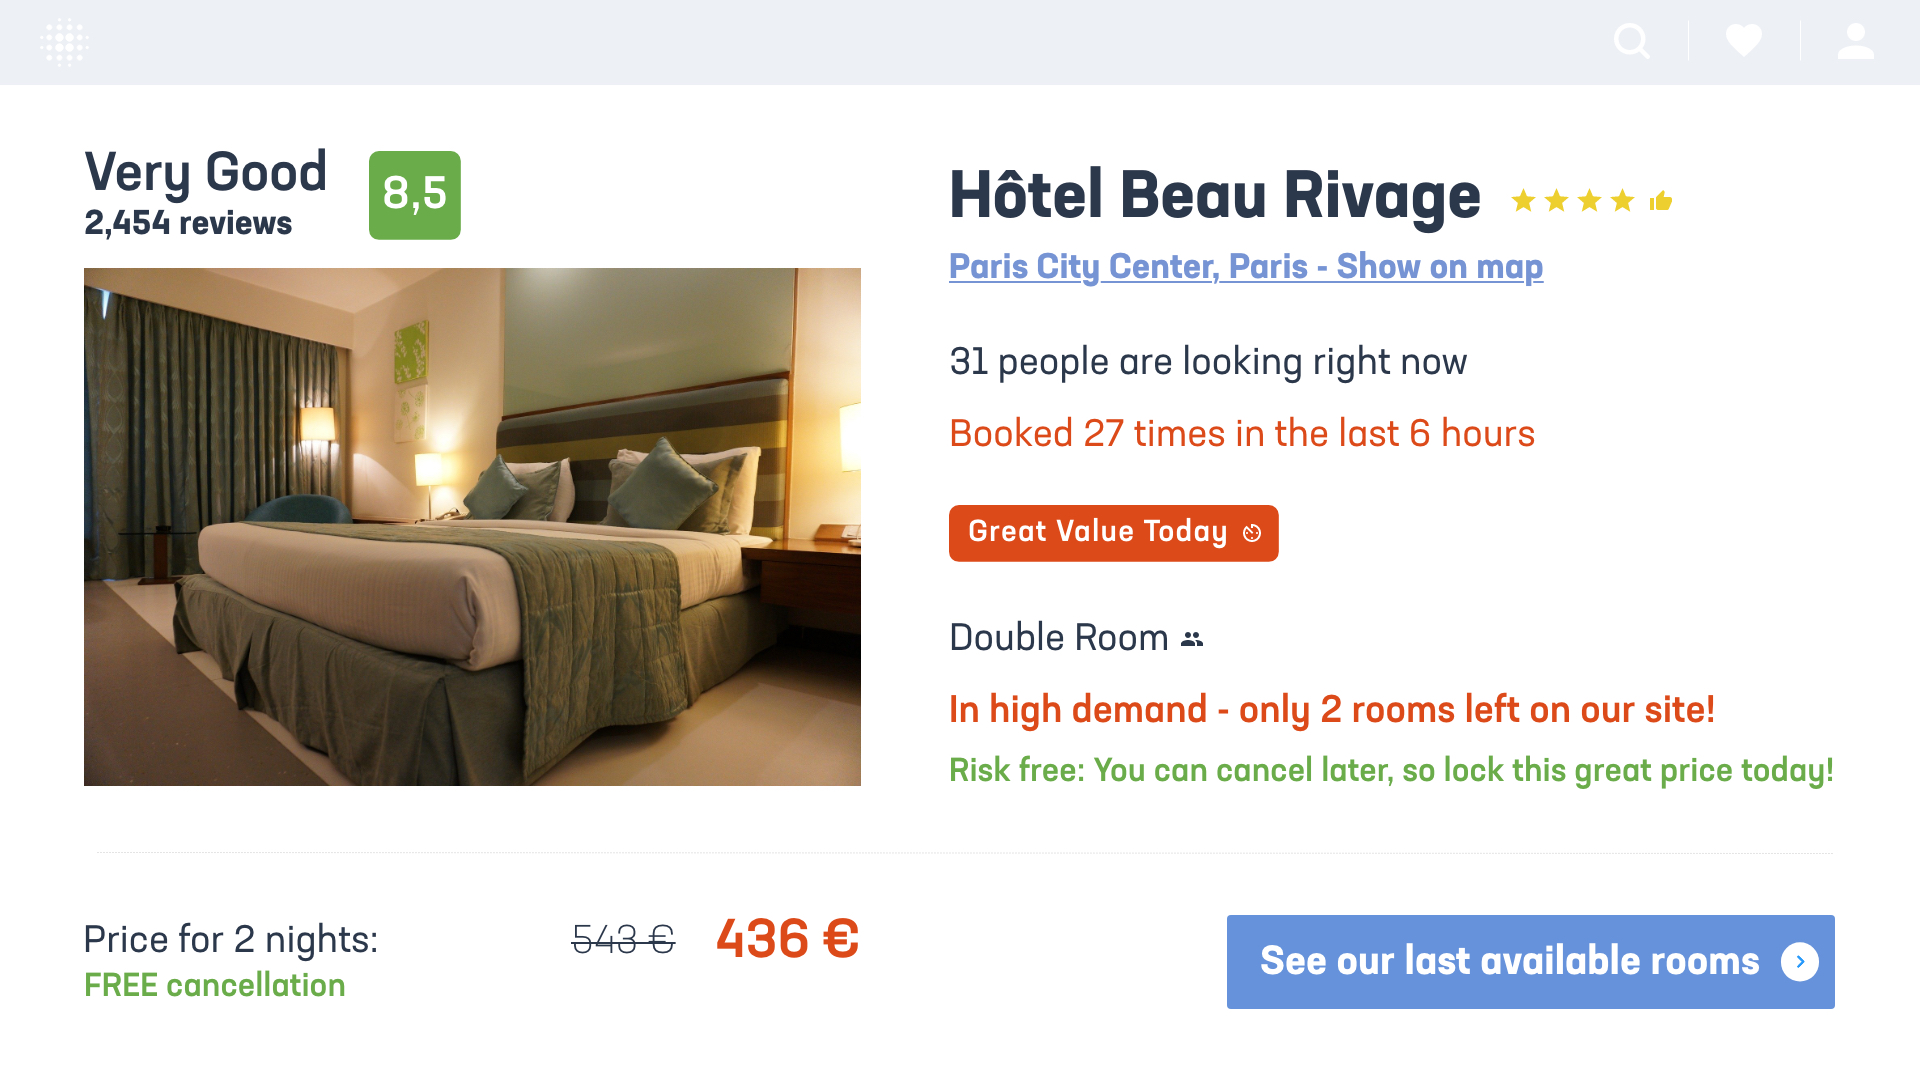 Very Good
8,5
2,454 reviews
Hôtel Beau Rivage
Paris City Center, Paris - Show on map
31 people are looking right now
Booked 27 times in the last 6 hours
Great Value Today
Double Room
In high demand - only 2 rooms left on our site!
Risk free: You can cancel later, so lock this great price today!
Price for 2 nights:
543 €
436 €
FREE cancellation
See our last available rooms